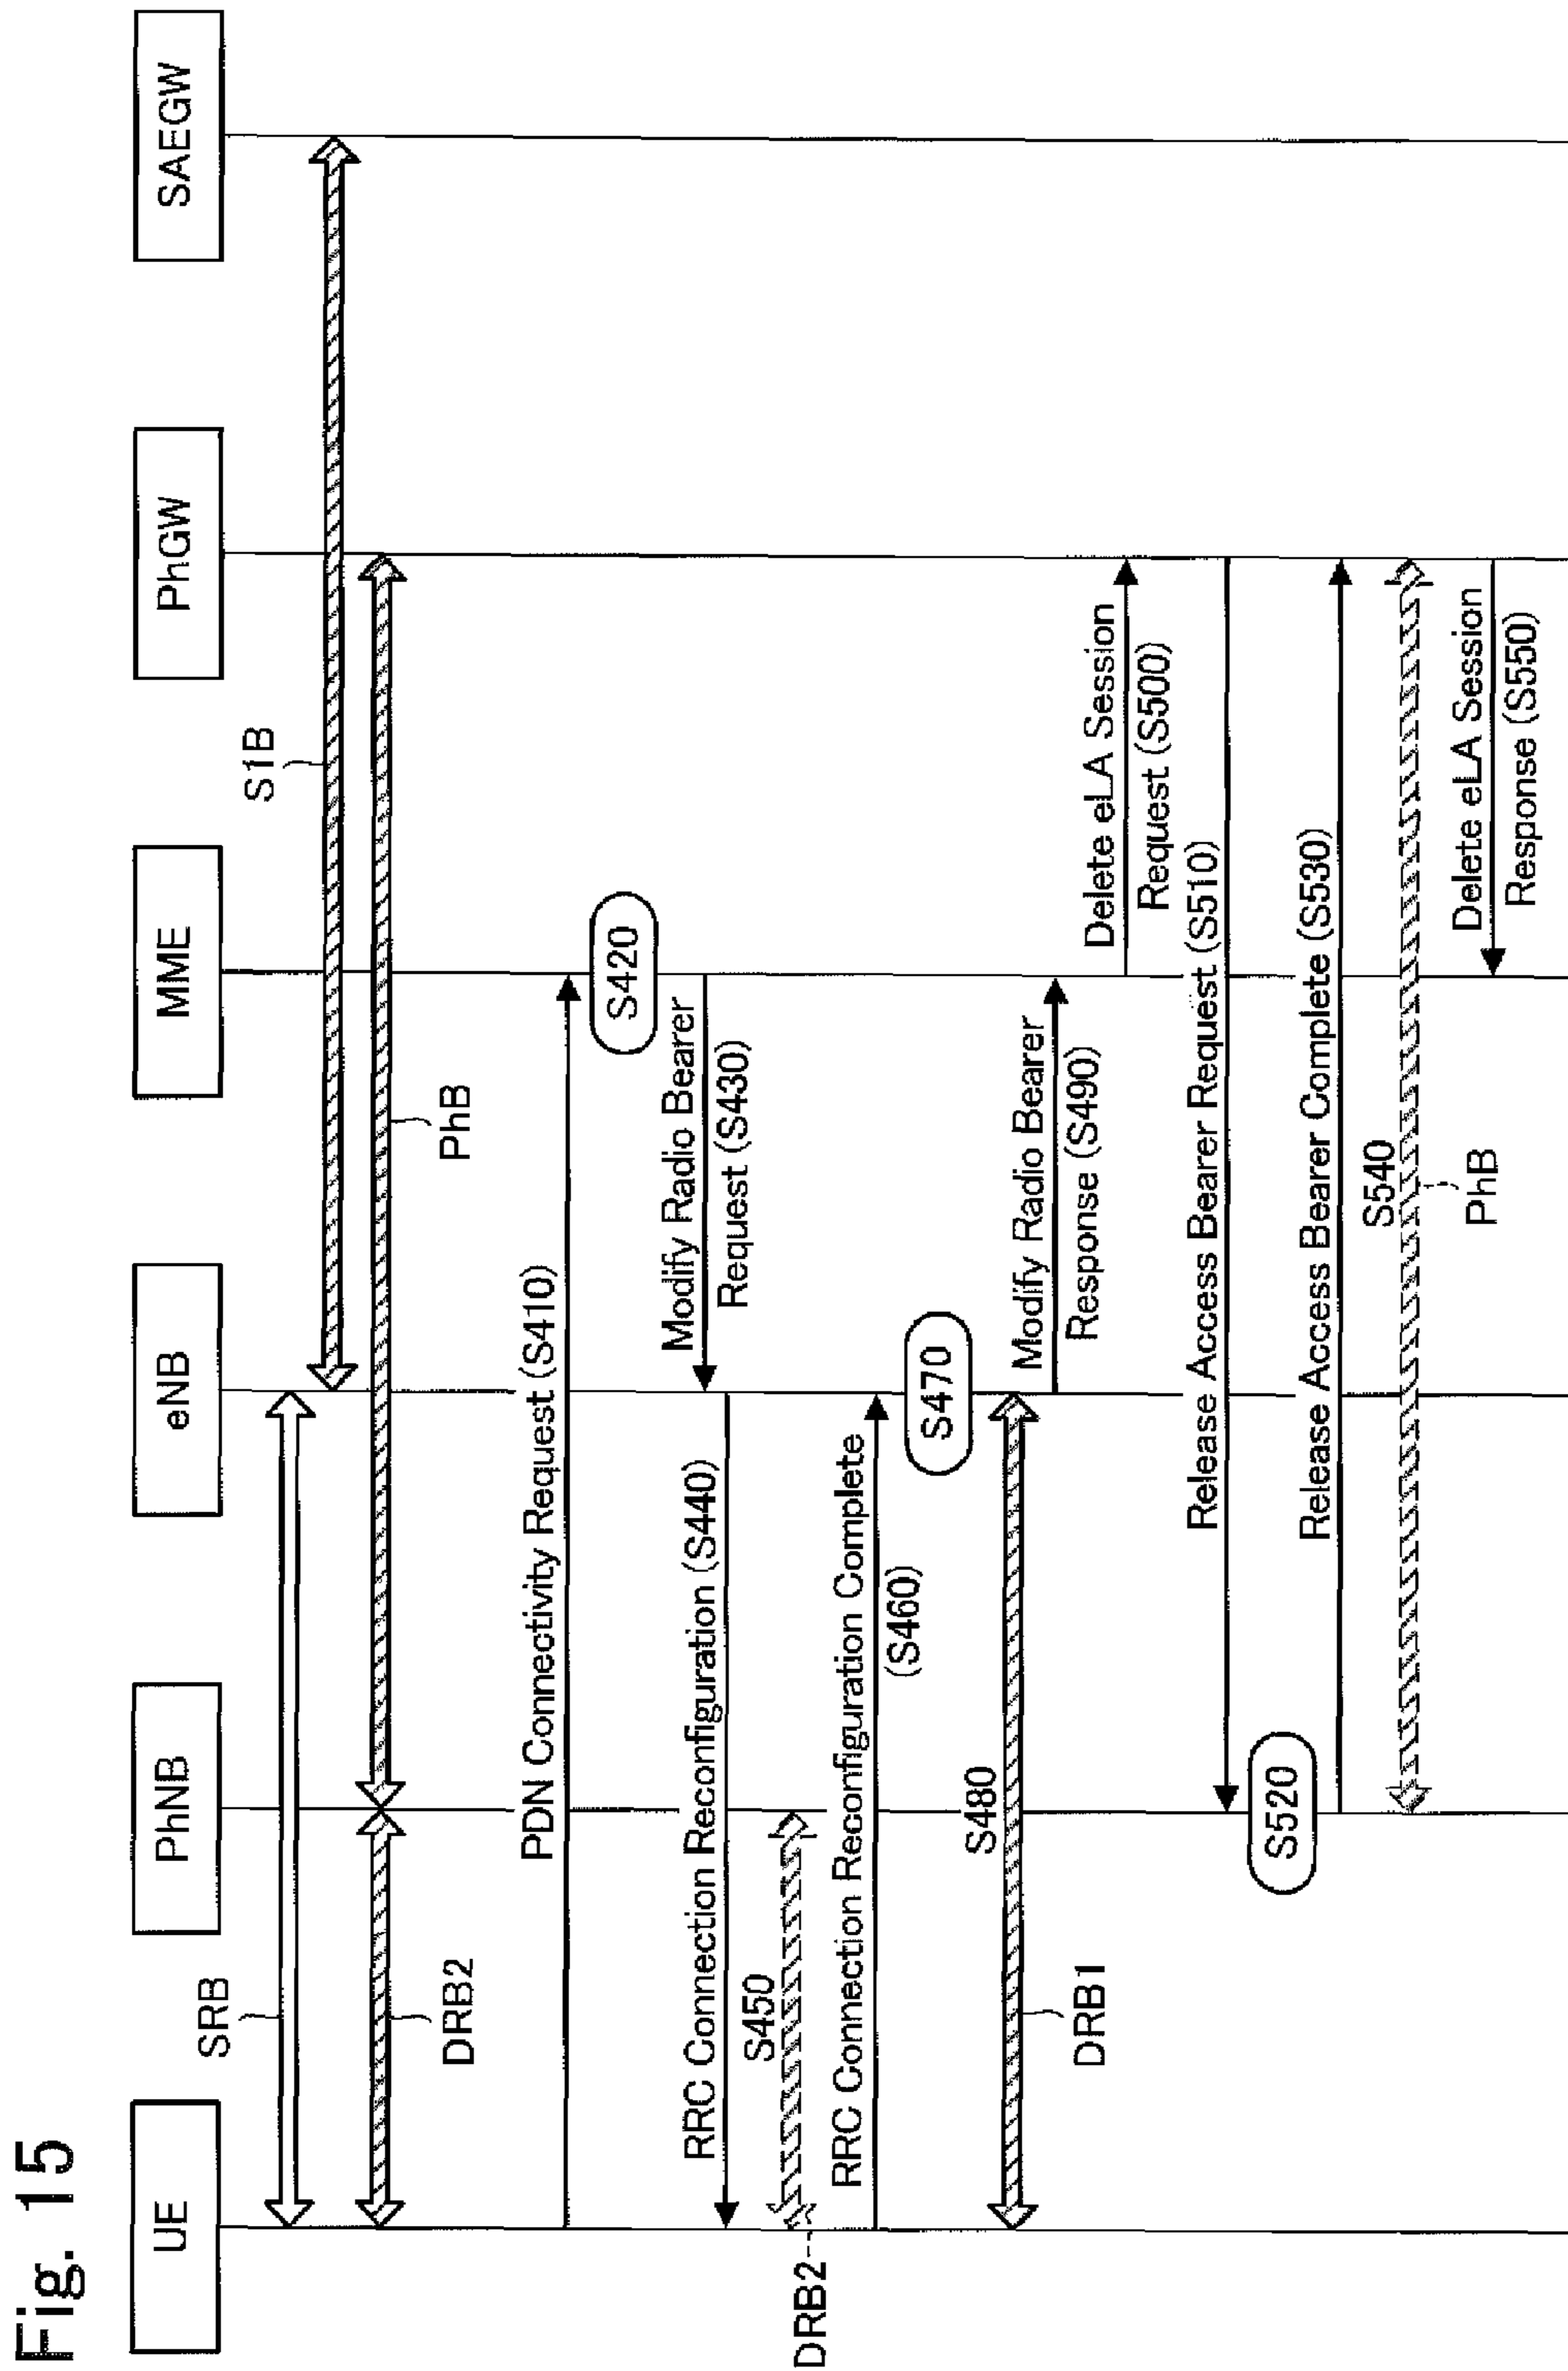 Fig. 15
UE
PhNB
eNB
MME
PhGW
SAEGW
SRB
S1B
DRB2
PhB
PDN Connectivity Request (S410)
S420
Modify Radio Bearer
Request (S430)
RRC Connection Reconfiguration (S440)
S450
DRB2
RRC Connection Reconfiguration Complete
(S460)
S470
S480
DRB1
Modify Radio Bearer
Response (S490)
Delete eLA Session
Request (S500)
Release Access Bearer Request (S510)
S520
Release Access Bearer Complete (S530)
S540
PhB
Delete eLA Session
Response (S550)